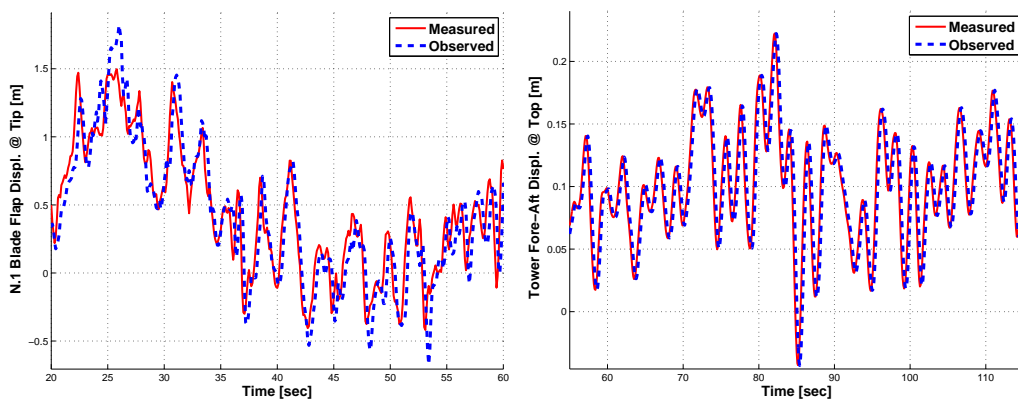 N.1 Blade Flap Displ. @ Tip [m]
1.5
1
0.5
0
−0.5
20 25 30 35 40 45 50 55 60
Time [sec]
Measured
Observed
Tower Fore−Aft Displ. @ Top [m]
0.2
0.15
0.1
0.05
0
60 70 80 90 100 110
Time [sec]
Measured
Observed